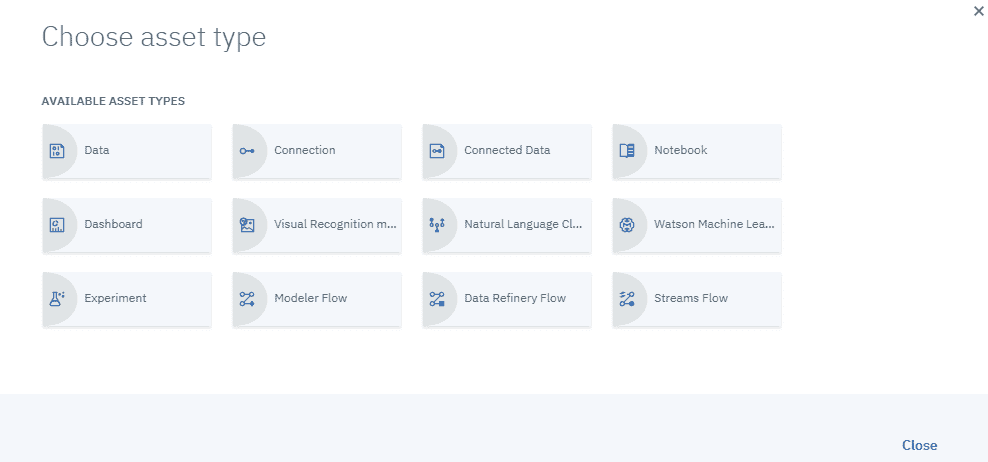 Choose asset type
AVAILABLE ASSET TYPES
Data
Connection
Connected Data
Notebook
Dashboard
Visual Recognition m...
Natural Language Cl...
Watson Machine Lea...
Experiment
Modeler Flow
Data Refinery Flow
Streams Flow
Close